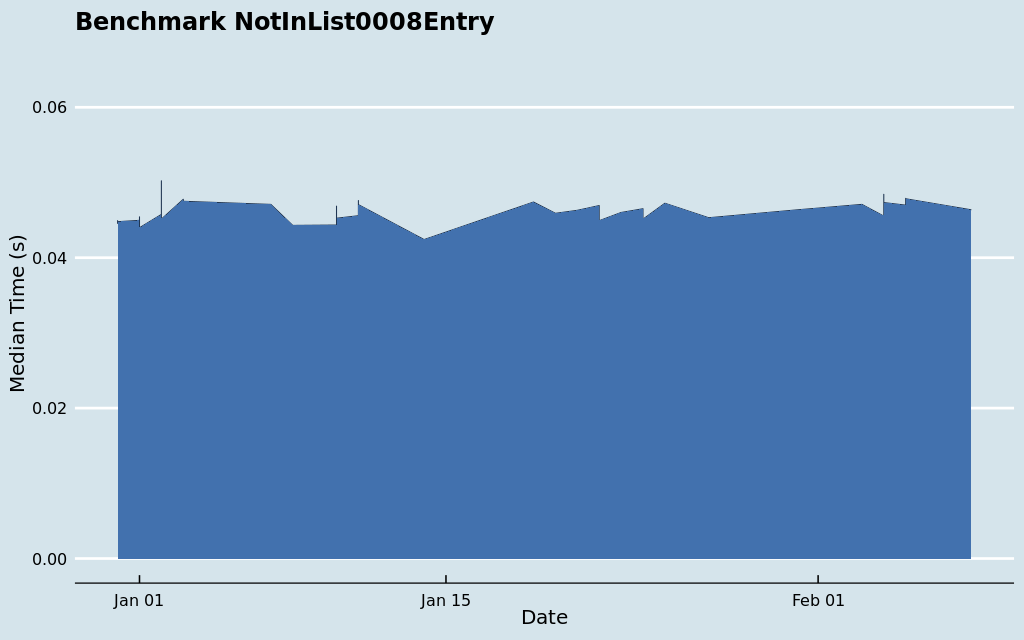 Benchmark NotInList0008Entry
Median Time (s)
0.06
0.04
0.02
0.00
Jan 01
Jan 15
Feb 01
Date